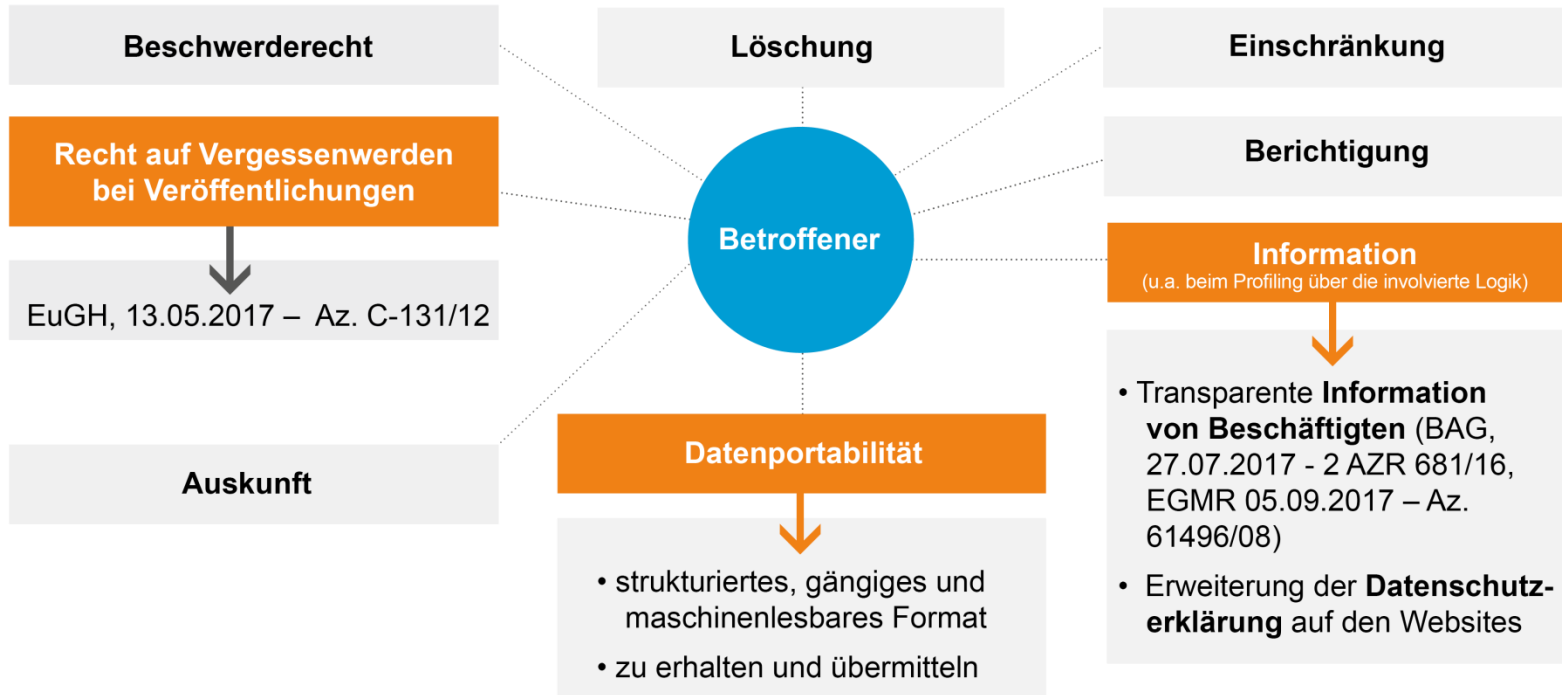 Beschwerderecht
Löschung
Einschränkung
Recht auf Vergessenwerden
bei Veröffentlichungen
Berichtigung
Betroffener
Information
(u.a. beim Profiling über die involvierte Logik)
EuGH, 13.05.2017 – Az. C-131/12
• Transparente Information
von Beschäftigten (BAG,
27.07.2017 - 2 AZR 681/16,
EGMR 05.09.2017 – Az.
61496/08)
• Erweiterung der Datenschutz-
erklärung auf den Websites
Auskunft
Datenportabilität
• strukturiertes, gängiges und
maschinenlesbares Format
• zu erhalten und übermitteln